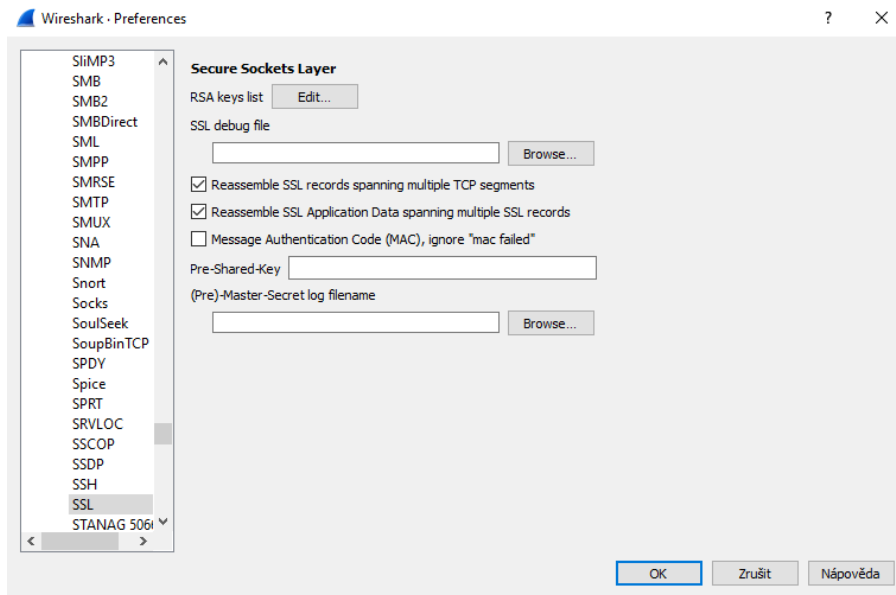 Wireshark · Preferences
SliMP3
SMB
SMB2
SMBDirect
SML
SMPP
SMRSE
SMTP
SMUX
SNA
SNMP
Snort
Socks
SoulSeek
SoupBinTCP
SPDY
Spice
SPRT
SRVLOC
SSCOP
SSDP
SSH
SSL
STANAG
Secure Sockets Layer
RSA keys list Edit...
SSL debug file
Browse...
Reassemble SSL records spanning multiple TCP segments
Reassemble SSL Application Data spanning multiple SSL records
Message Authentication Code (MAC), ignore "mac failed"
Pre-Shared-Key
(Pre)-Master-Secret log filename
Browse...
OK Zrušit Nápověda